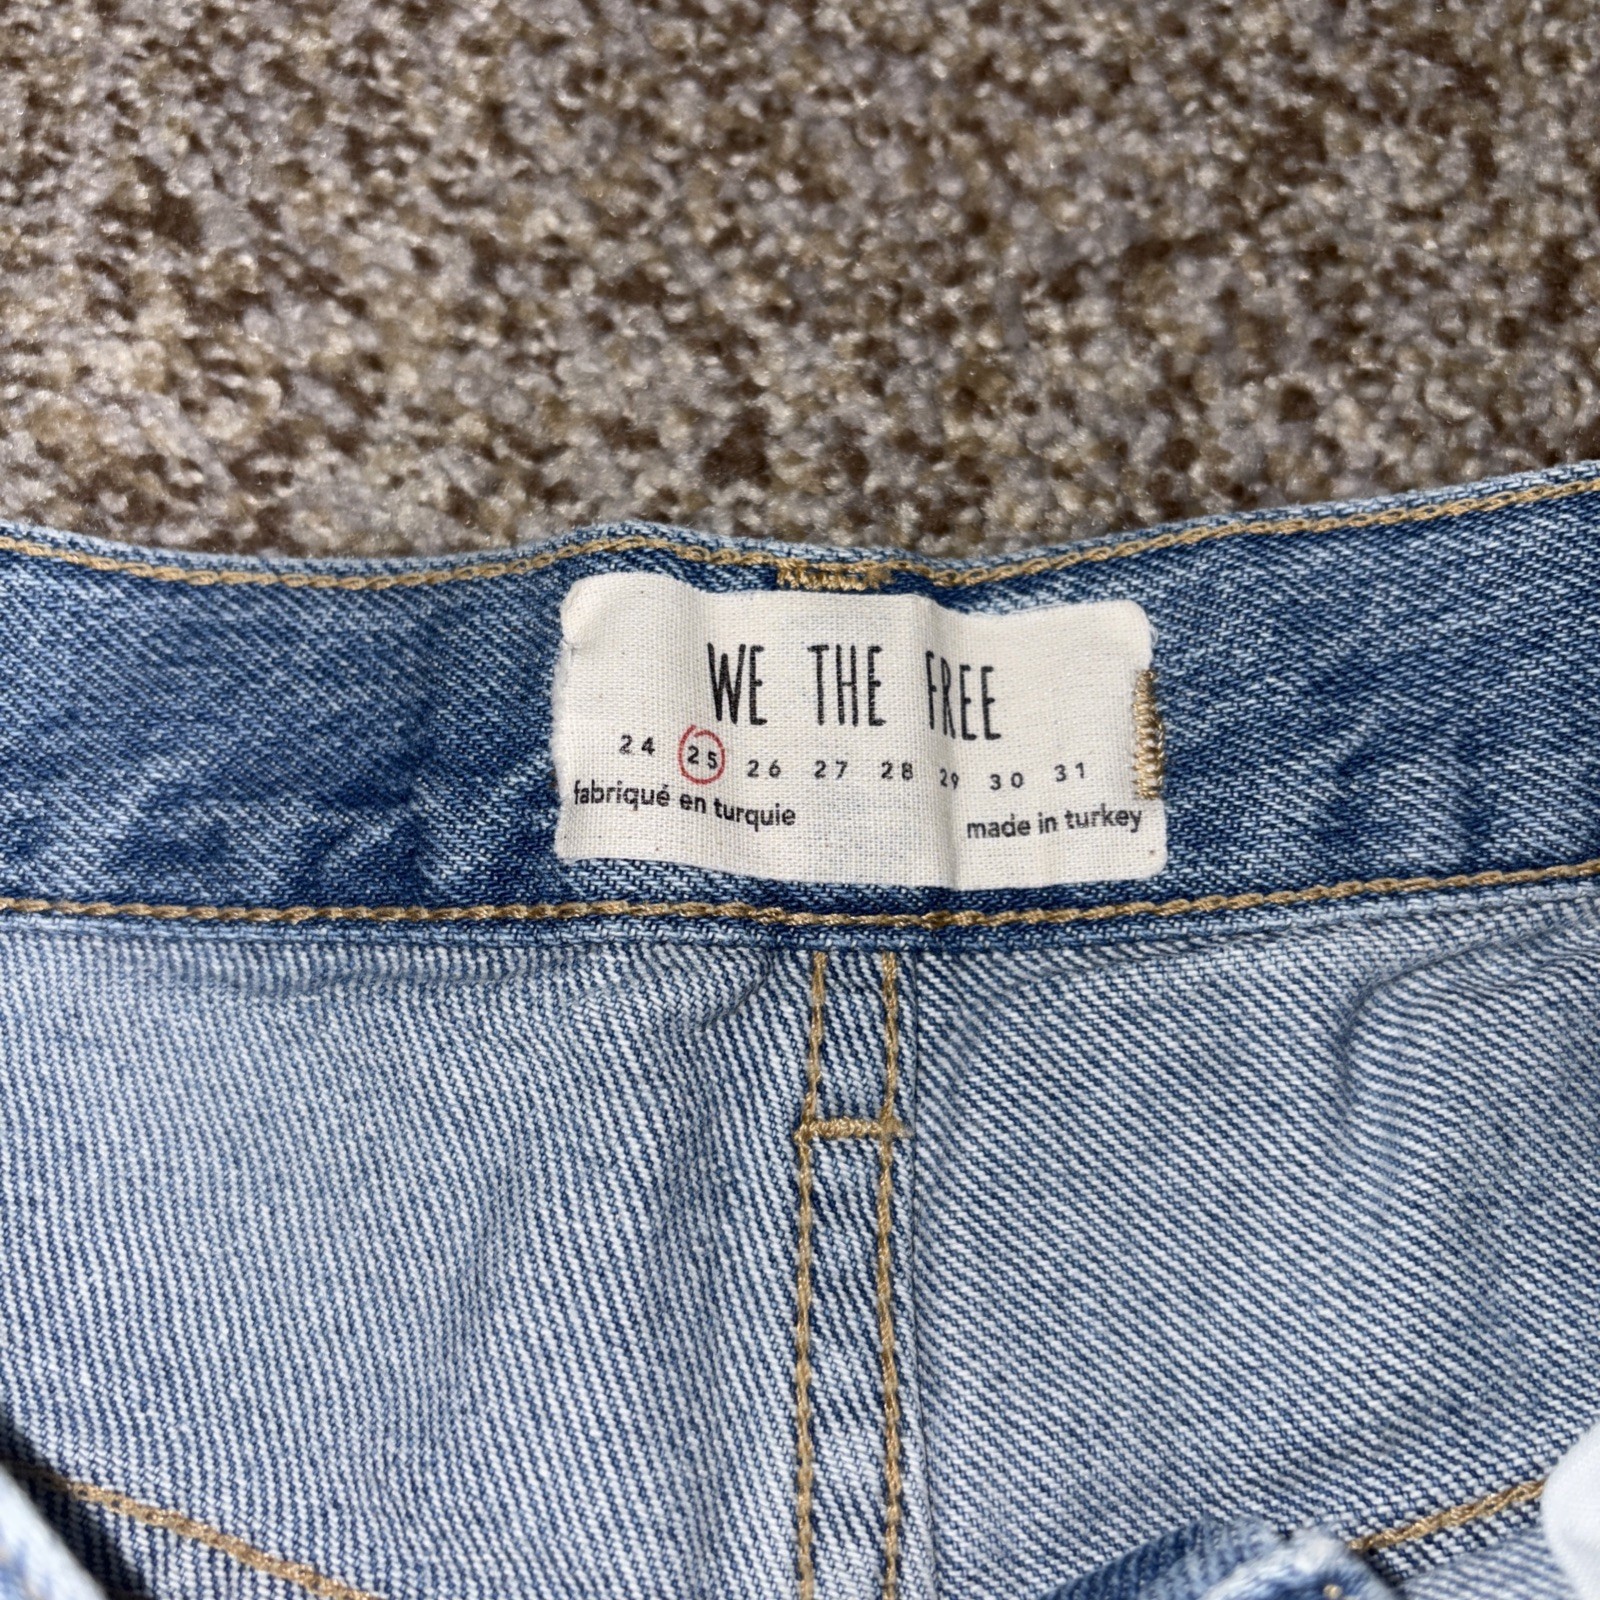 WE THE FREE
24 25 26 27 28 29 30 31
fabriqué en turquie
made in turkey